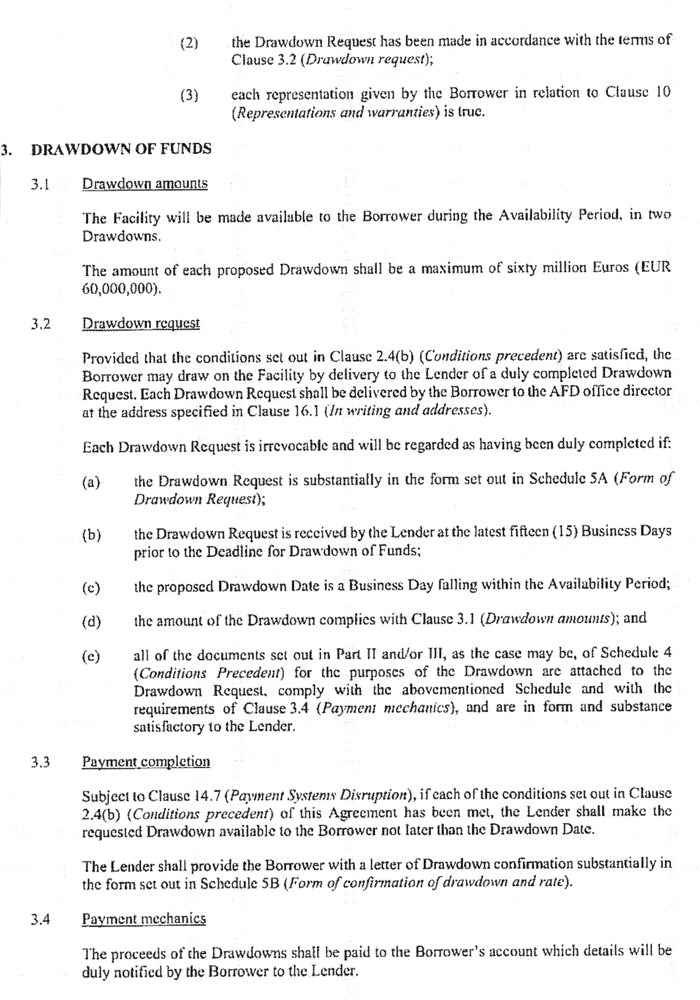 (2) the Drawdown Request has been made in accordance with the terms of
Clause 3.2 (Drawdown request);
(3) each representation given by the Borrower in relation to Clause 10
(Representations and warranties) is true.
3. DRAWDOWN OF FUNDS
3.1 Drawdown amounts
The Facility will be made available to the Borrower during the Availability Period, in two
Drawdowns.
The amount of each proposed Drawdown shall be a maximum of sixty million Euros (EUR
60,000,000).
3.2 Drawdown request
Provided that the conditions set out in Clause 2.4(b) (Conditions precedent) are satisfied, the
Borrower may draw on the Facility by delivery to the Lender of a duly completed Drawdown
Request. Each Drawdown Request shall be delivered by the Borrower to the AFD office director
at the address specified in Clause 16.1 (In writing and addresses).
Each Drawdown Request is irrevocable and will be regarded as having been duly completed if:
(a) the Drawdown Request is substantially in the form set out in Schedule 5A (Form of
Drawdown Request);
(b) the Drawdown Request is received by the Lender at the latest fifteen (15) Business Days
prior to the Deadline for Drawdown of Funds;
(c) the proposed Drawdown Date is a Business Day falling within the Availability Period;
(d) the amount of the Drawdown complies with Clause 3.1 (Drawdown amounts); and
(e) all of the documents set out in Part II and/or III, as the case may be, of Schedule 4
(Conditions Precedent) for the purposes of the Drawdown are attached to the
Drawdown Request, comply with the abovementioned Schedule and with the
requirements of Clause 3.4 (Payment mechanics), and are in form and substance
satisfactory to the Lender.
3.3 Payment completion
Subject to Clause 14.7 (Payment Systems Disruption), if each of the conditions set out in Clause
2.4(b) (Conditions precedent) of this Agreement has been met, the Lender shall make the
requested Drawdown available to the Borrower not later than the Drawdown Date.
The Lender shall provide the Borrower with a letter of Drawdown confirmation substantially in
the form set out in Schedule 5B (Form of confirmation of drawdown and rate).
3.4 Payment mechanics
The proceeds of the Drawdowns shall be paid to the Borrower's account which details will be
duly notified by the Borrower to the Lender.